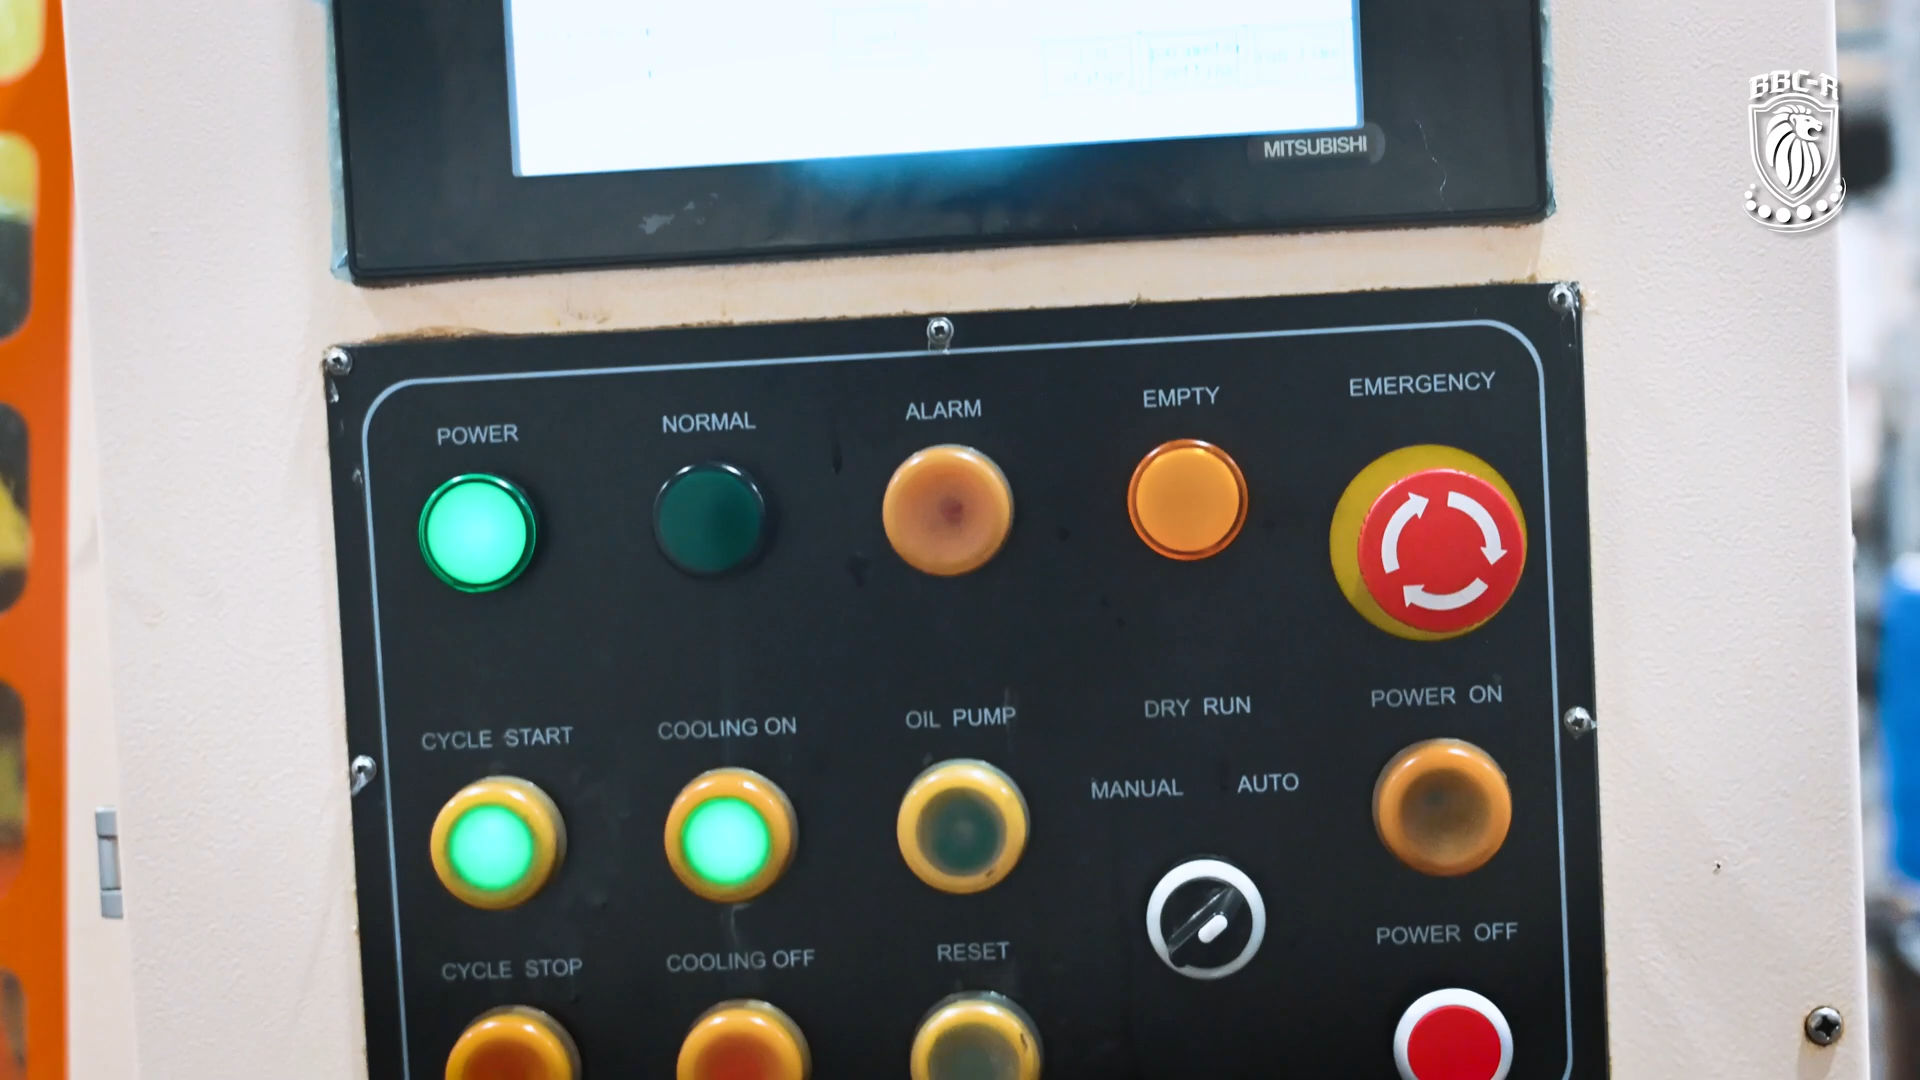 MITSUBISHI
BBC-R
POWER
NORMAL
ALARM
EMPTY
EMERGENCY
CYCLE START
COOLING ON
OIL PUMP
DRY RUN
POWER ON
MANUAL
AUTO
CYCLE STOP
COOLING OFF
RESET
POWER OFF